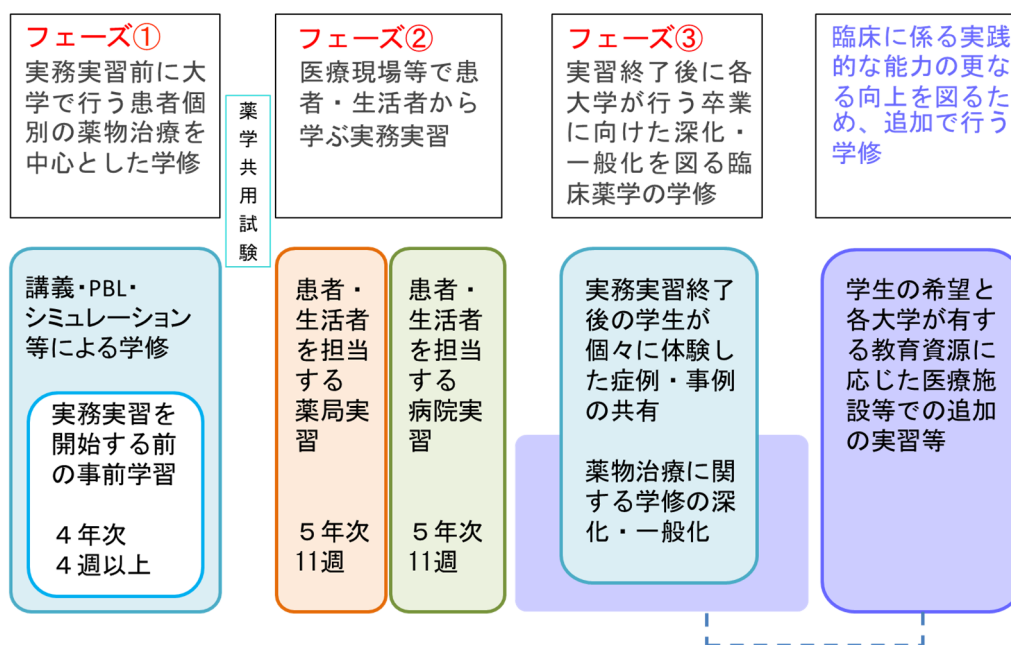 フェーズ①
実務実習前に大
学で行う患者個
別の薬物治療を
中心とした学修
薬
学
共
用
試
験
フェーズ②
医療現場等で患
者・生活者から
学ぶ実務実習
フェーズ③
実習終了後に各
大学が行う卒業
に向けた深化・
一般化を図る臨
床薬学の学修
臨床に係る実践
的な能力の更な
る向上を図るた
め、追加で行う
学修
講義・PBL・
シミュレーション
等による学修
実務実習を
開始する前
の事前学習
４年次
４週以上
患者・
生活者
を担当
する
薬局実
習
５年次
11週
患者・
生活者
を担当
する
病院実
習
５年次
11週
実務実習終了
後の学生が
個々に体験し
た症例・事例
の共有
薬物治療に関
する学修の深
化・一般化
学生の希望と
各大学が有す
る教育資源に
応じた医療施
設等での追加
の実習等